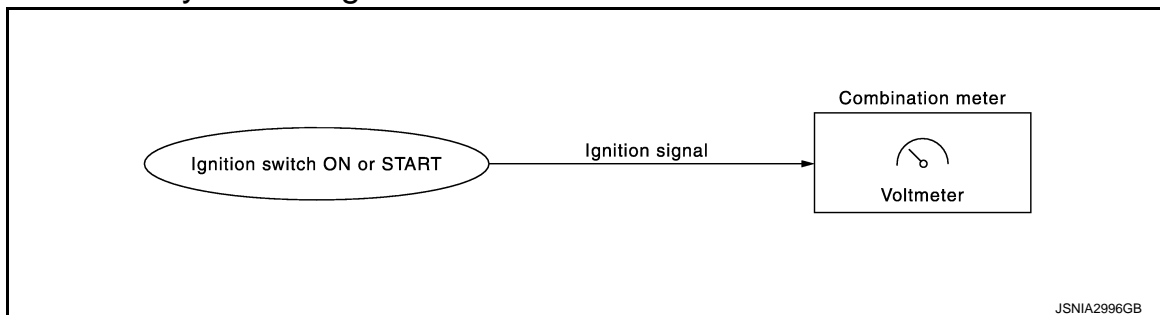 Combination meter
Ignition switch ON or START
Ignition signal
Voltmeter
JSNIA2996GB